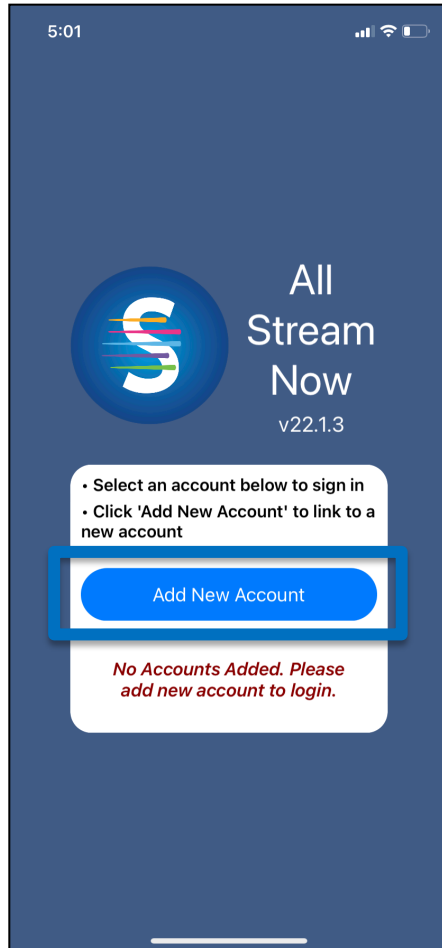 5:01
S
All
Stream
Now
v22.1.3
• Select an account below to sign in
• Click 'Add New Account' to link to a
new account
Add New Account
No Accounts Added. Please
add new account to login.